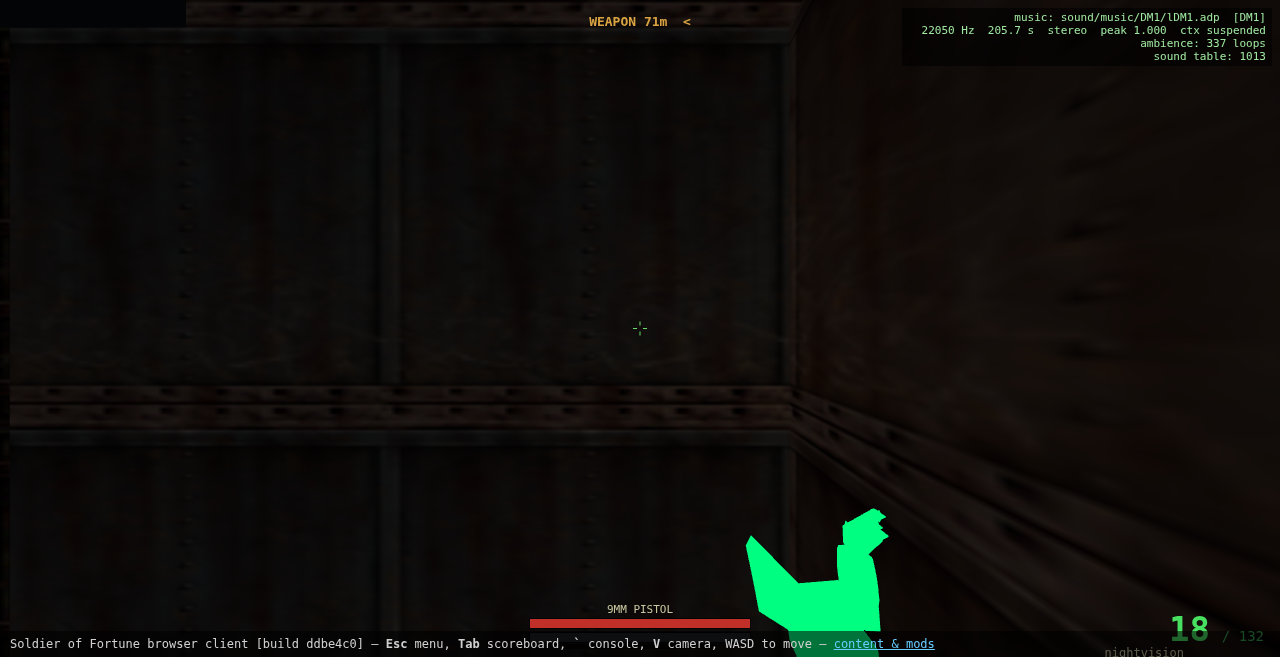 WEAPON 71m <
music: sound/music/DM1/lDM1.adp [DM1]
22050 Hz 205.7 s stereo peak 1.000 ctx suspended
ambience: 337 loops
sound table: 1013
9MM PISTOL
18 / 132
Soldier of Fortune browser client [build ddbe4c0] — Esc menu, Tab scoreboard, ` console, V camera, WASD to move — content & mods
nightvision